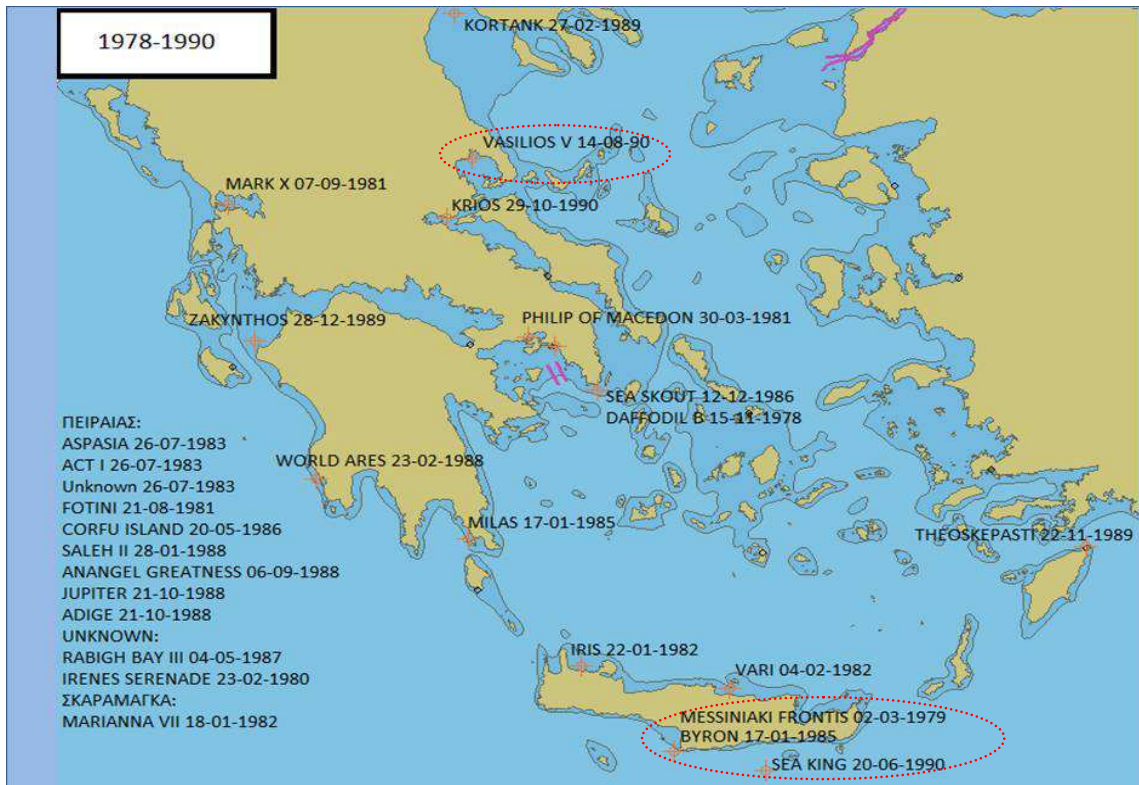 1978-1990
KORTANK 27-02-1989
VASILIOS V 14-08-90
MARK X 07-09-1981
KRIOS 29-10-1990
ZAKYNTHOS 28-12-1989
PHILIP OF MACEDON 30-03-1981
SEA SKOUT 12-12-1986
DAFFODIL B 15-11-1978
ΠΕΙΡΑΙΑΣ:
ASPASIA 26-07-1983
ACT I 26-07-1983
Unknown 26-07-1983
FOTINI 21-08-1981
CORFU ISLAND 20-05-1986
SALEH II 28-01-1988
ANANGEL GREATNESS 06-09-1988
JUPITER 21-10-1988
ADIGE 21-10-1988
UNKNOWN:
RABIGH BAY III 04-05-1987
IRENES SERENADE 23-02-1980
ΣΚΑΡΑΜΑΓΚΑ:
MARIANNA VII 18-01-1982
WORLD ARES 23-02-1988
MILAS 17-01-1985
THEOSKEPASTI 22-11-1989
IRIS 22-01-1982
VARI 04-02-1982
MESSINIAKI FRONTIS 02-03-1979
BYRON 17-01-1985
SEA KING 20-06-1990